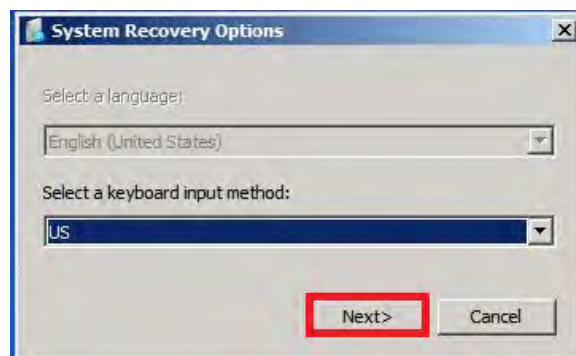 System Recovery Options
Select a language:
English (United States)
Select a keyboard input method:
US
Next>
Cancel